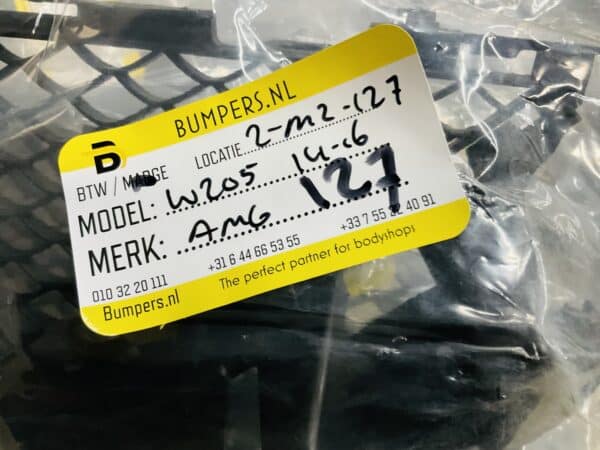 BUMPERS.NL
B
BTW / MARGE LOCATIE 2-M2-127
MODEL: W205 14-16
MERK: AMG 127
010 32 20 111 +31 6 44 66 53 55 +33 7 55 40 91
Bumpers.nl The perfect partner for bodyshops